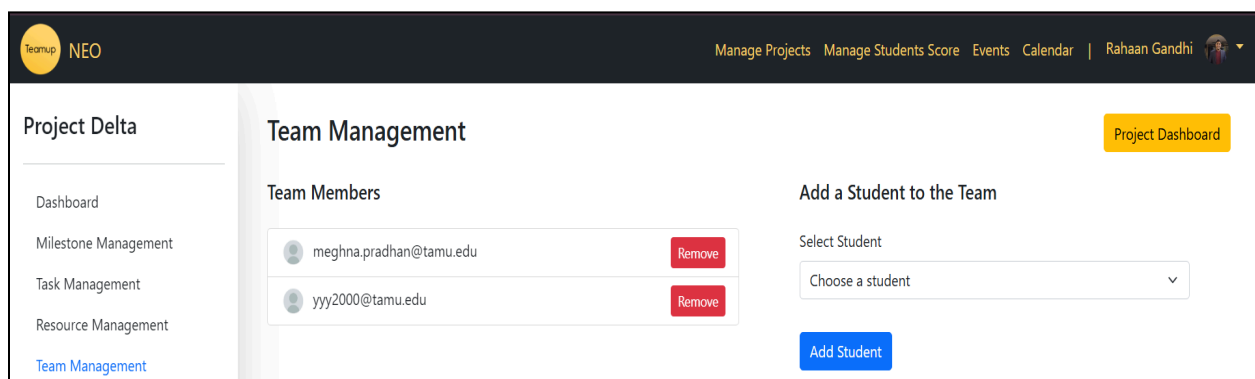 Teamup NEO Manage Projects Manage Students Score Events Calendar | Rahaan Gandhi
Project Delta
Dashboard
Milestone Management
Task Management
Resource Management
Team Management
Team Management
Project Dashboard
Team Members
meghna.pradhan@tamu.edu Remove
yyy2000@tamu.edu Remove
Add a Student to the Team
Select Student
Choose a student
Add Student